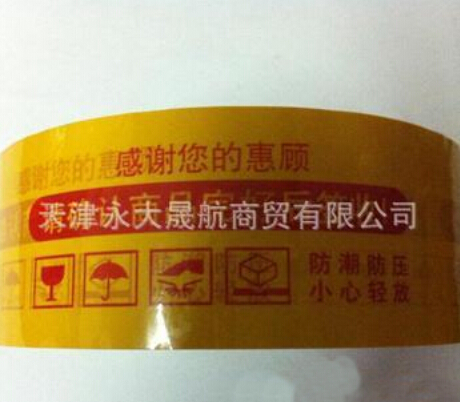 感谢您的惠 感谢您的惠顾
天津永大晟航商贸有限公司
防潮防压
小心轻放